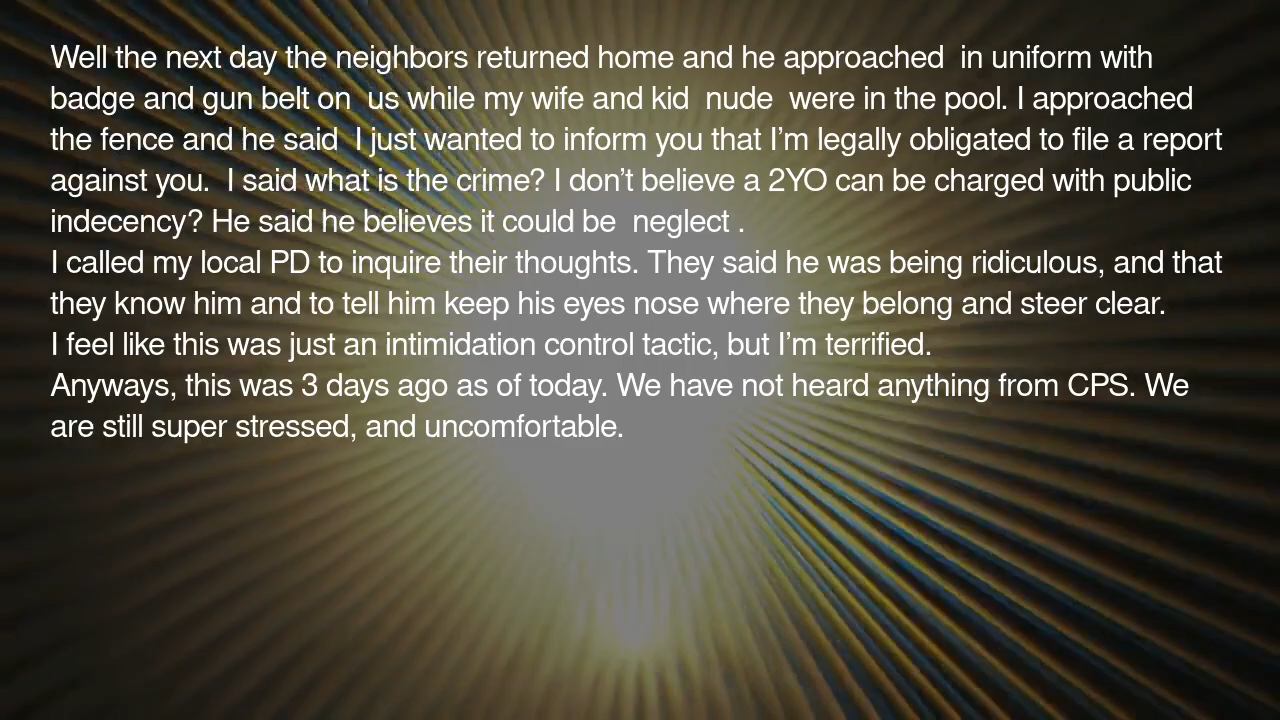 Well the next day the neighbors returned home and he approached  in uniform with
badge and gun belt on  us while my wife and kid  nude  were in the pool. I approached
the fence and he said  I just wanted to inform you that I’m legally obligated to file a report
against you.  I said what is the crime? I don’t believe a 2YO can be charged with public
indecency? He said he believes it could be  neglect .
I called my local PD to inquire their thoughts. They said he was being ridiculous, and that
they know him and to tell him keep his eyes nose where they belong and steer clear.
I feel like this was just an intimidation control tactic, but I’m terrified.
Anyways, this was 3 days ago as of today. We have not heard anything from CPS. We
are still super stressed, and uncomfortable.